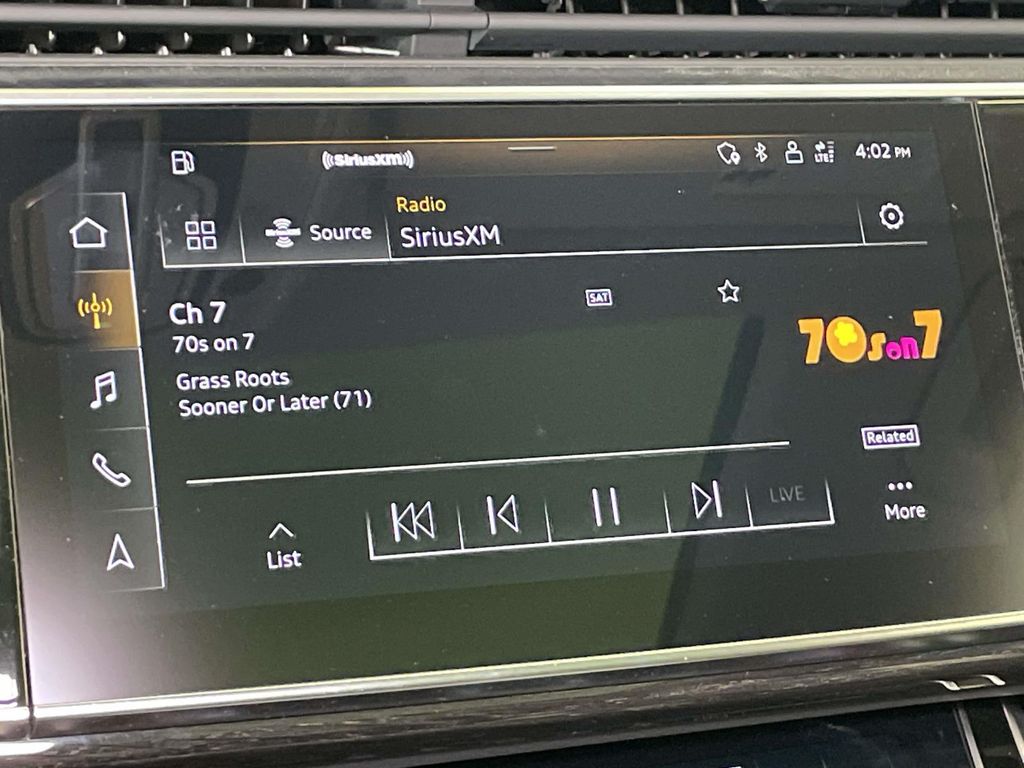 ((SiriusXM))
LTE
4:02 PM
Source
Radio
SiriusXM
Ch 7
SAT
70s on 7
70s on 7
Grass Roots
Sooner Or Later (71)
Related
LIVE
List
More